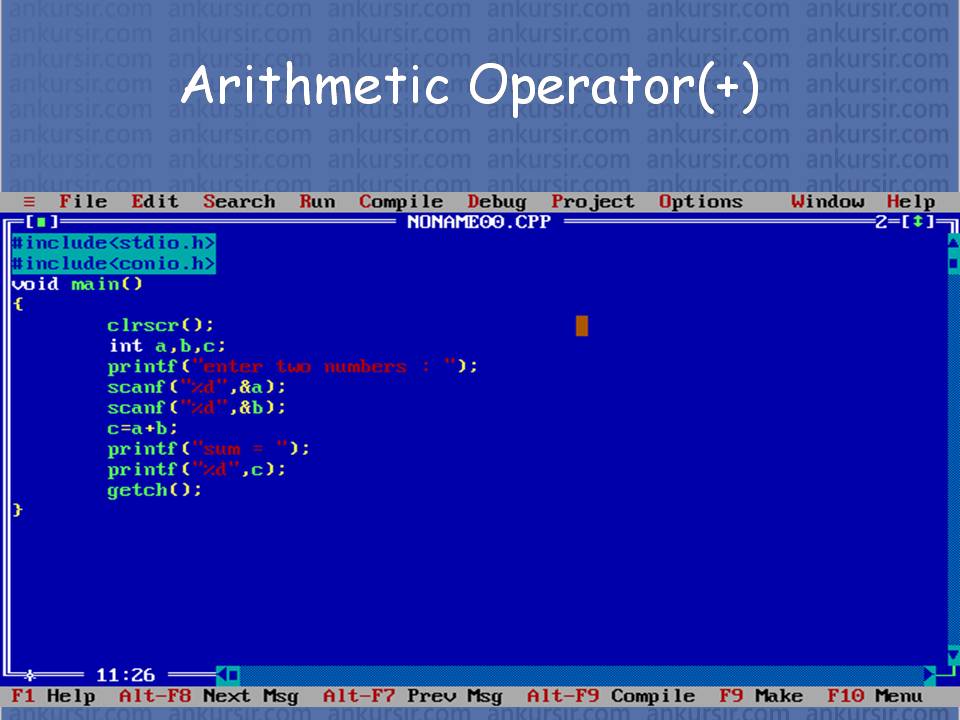 ankursir.com ankursir.com ankursir.com ankursir.com ankursir.com ankursir.com
Arithmetic Operator(+)
≡ File Edit Search Run Compile Debug Project Options Window Help
[■] NONAME00.CPP 2=[↕]
#include<stdio.h>
#include<conio.h>
void main()
{
clrscr();
int a,b,c;
printf("enter two numbers : ");
scanf("%d",&a);
scanf("%d",&b);
c=a+b;
printf("sum = ");
printf("%d",c);
getch();
}
11:26
F1 Help Alt-F8 Next Msg Alt-F7 Prev Msg Alt-F9 Compile F9 Make F10 Menu